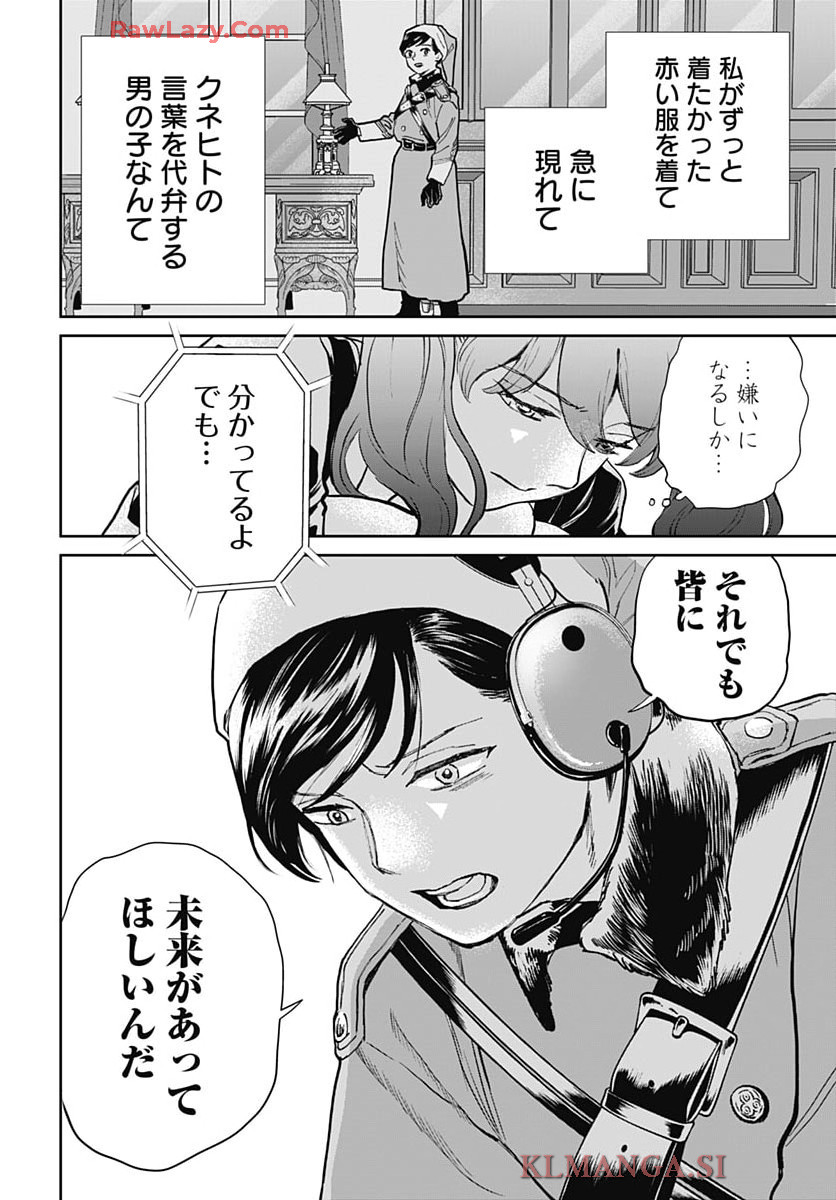 RawLazy.Com
私がずっと
着たかった
赤い服を着て
急に
現れて
クネヒトの
言葉を代弁する
男の子なんて
…嫌いに
なるしか…
分かってるよ
でも…
それでも
皆に
未来があって
ほしいんだ
KLMANGA.SI